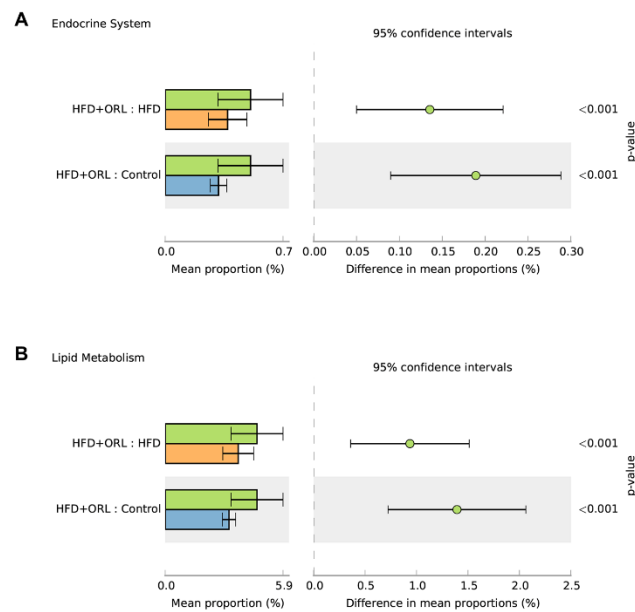 A Endocrine System
95% confidence intervals
HFD+ORL : HFD
<0.001
HFD+ORL : Control
<0.001
p-value
0.0 0.7 0.00 0.05 0.10 0.15 0.20 0.25 0.30
Mean proportion (%) Difference in mean proportions (%)
B Lipid Metabolism
95% confidence intervals
HFD+ORL : HFD
<0.001
HFD+ORL : Control
<0.001
p-value
0.0 5.9 0.0 0.5 1.0 1.5 2.0 2.5
Mean proportion (%) Difference in mean proportions (%)